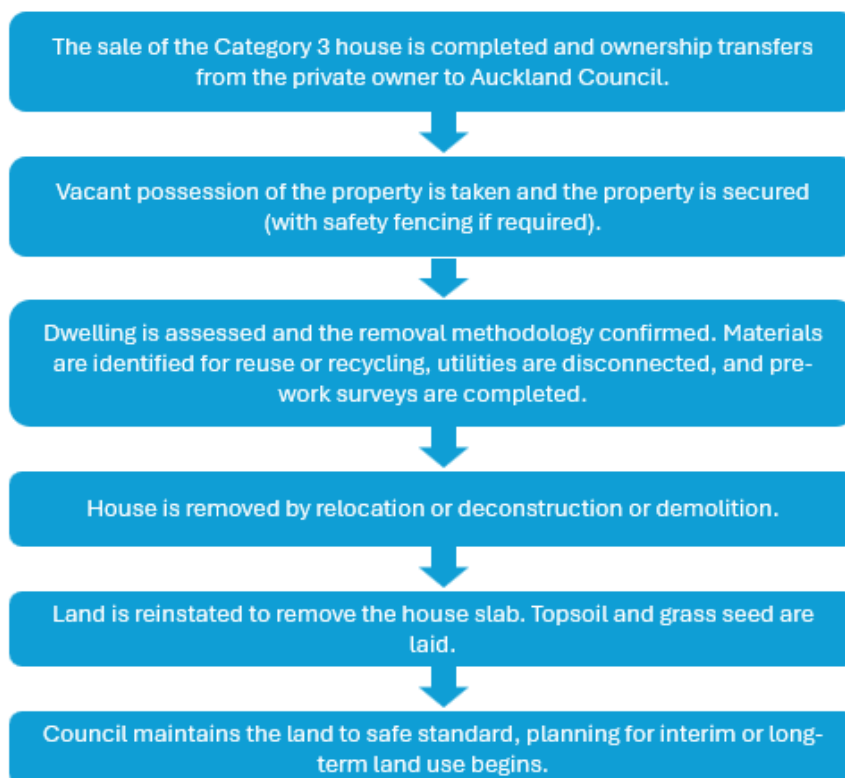 The sale of the Category 3 house is completed and ownership transfers
from the private owner to Auckland Council.
Vacant possession of the property is taken and the property is secured
(with safety fencing if required).
Dwelling is assessed and the removal methodology confirmed. Materials
are identified for reuse or recycling, utilities are disconnected, and pre-
work surveys are completed.
House is removed by relocation or deconstruction or demolition.
Land is reinstated to remove the house slab. Topsoil and grass seed are
laid.
Council maintains the land to safe standard, planning for interim or long-
term land use begins.